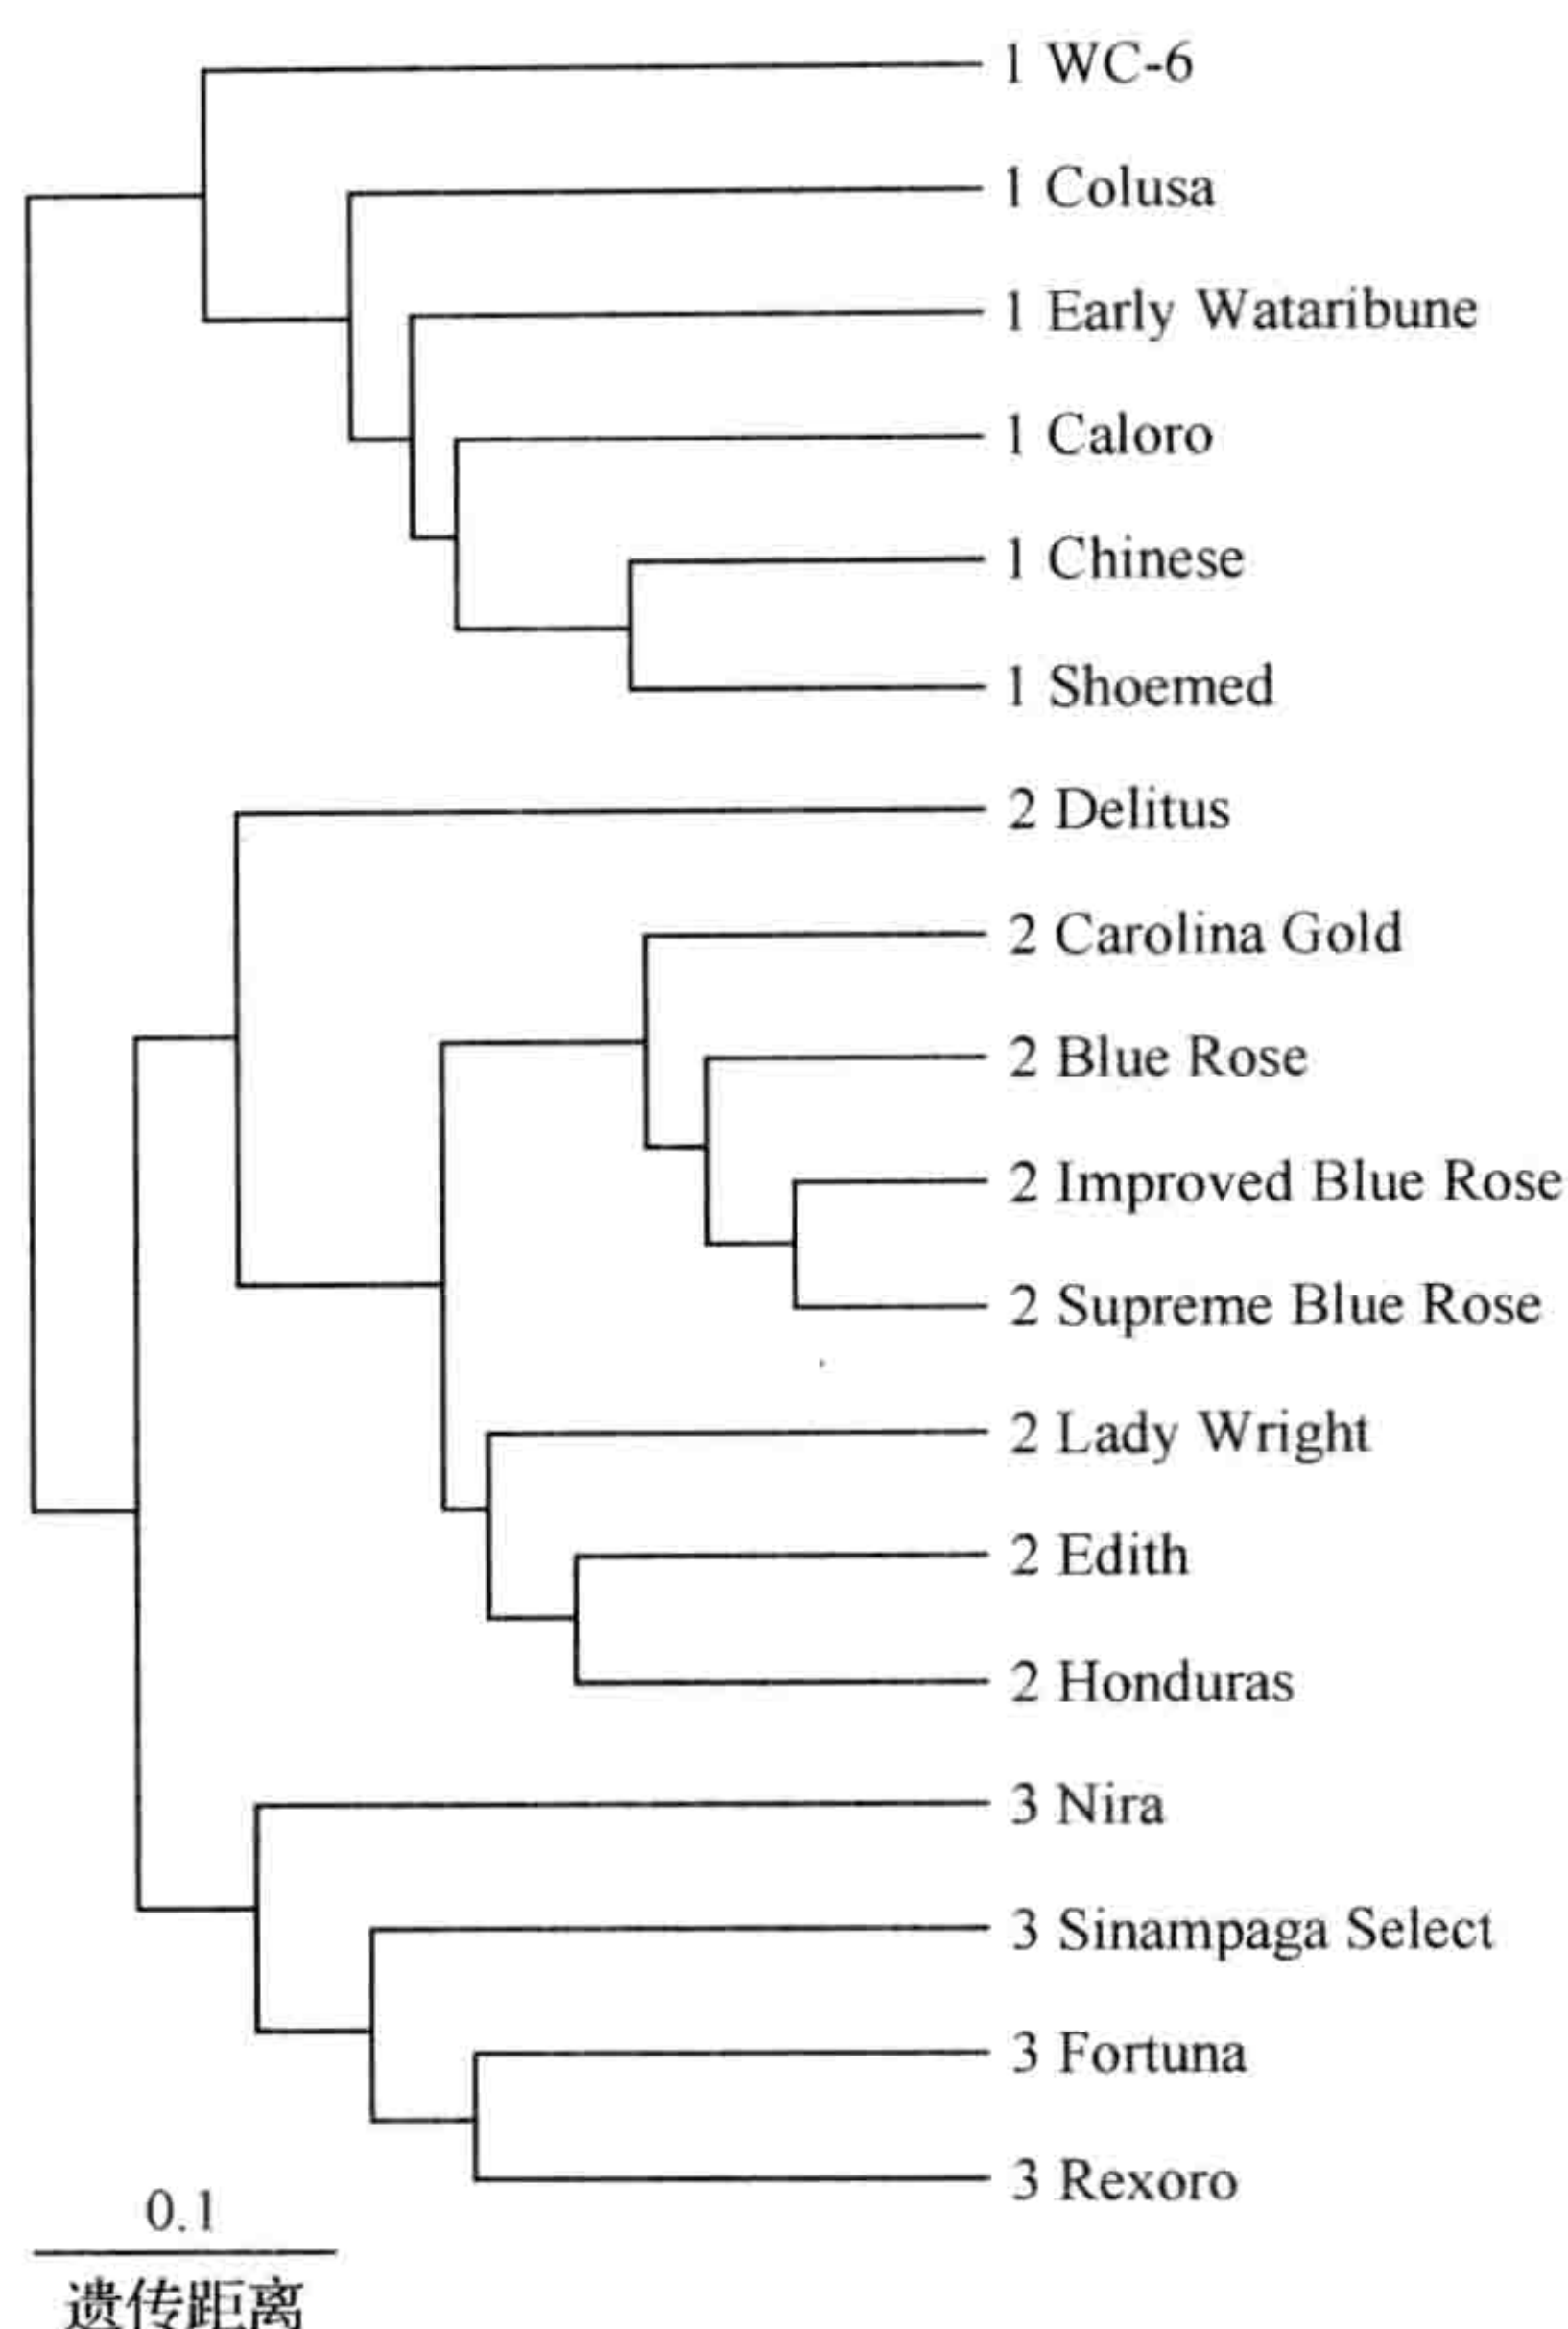 1 WC-6
1 Colusa
1 Early Wataribune
1 Caloro
1 Chinese
1 Shoemed
2 Delitus
2 Carolina Gold
2 Blue Rose
2 Improved Blue Rose
2 Supreme Blue Rose
2 Lady Wright
2 Edith
2 Honduras
3 Nira
3 Sinampaga Select
3 Fortuna
3 Rexoro
0.1
遗传距离